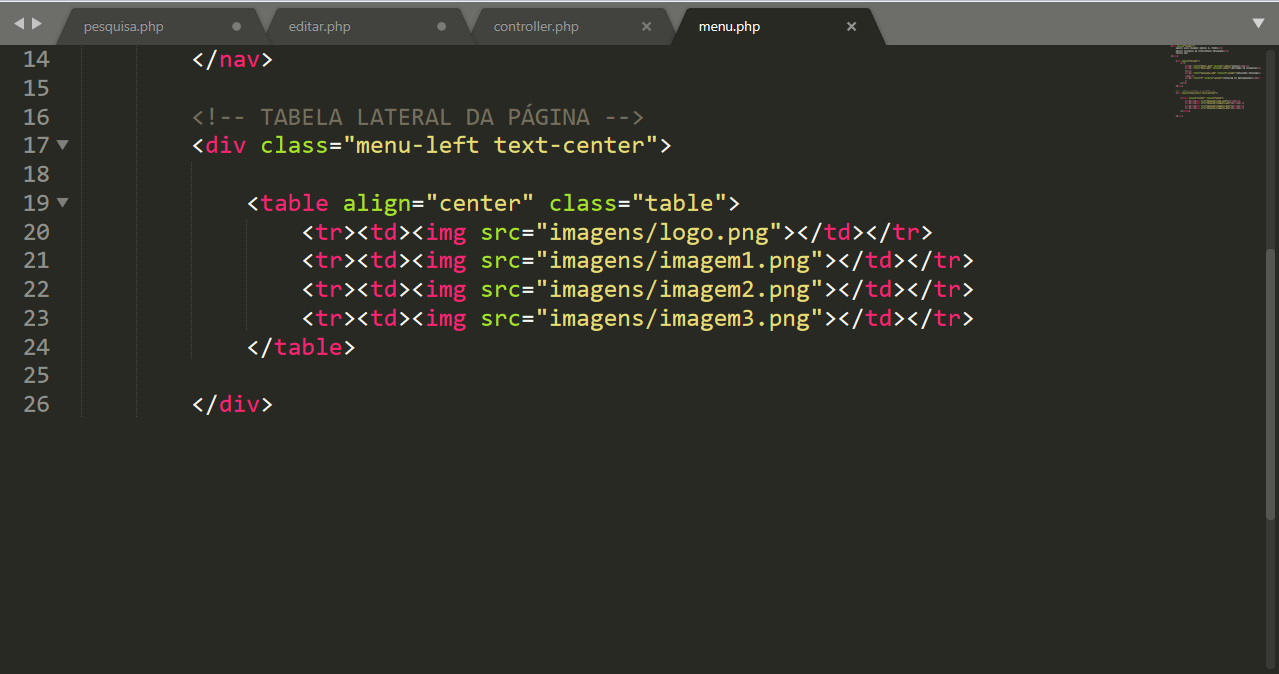 pesquisa.php editar.php controller.php menu.php
14 </nav>
15
16 <!-- TABELA LATERAL DA PÁGINA -->
17 <div class="menu-left text-center">
18
19 <table align="center" class="table">
20 <tr><td><img src="imagens/logo.png"></td></tr>
21 <tr><td><img src="imagens/imagem1.png"></td></tr>
22 <tr><td><img src="imagens/imagem2.png"></td></tr>
23 <tr><td><img src="imagens/imagem3.png"></td></tr>
24 </table>
25
26 </div>